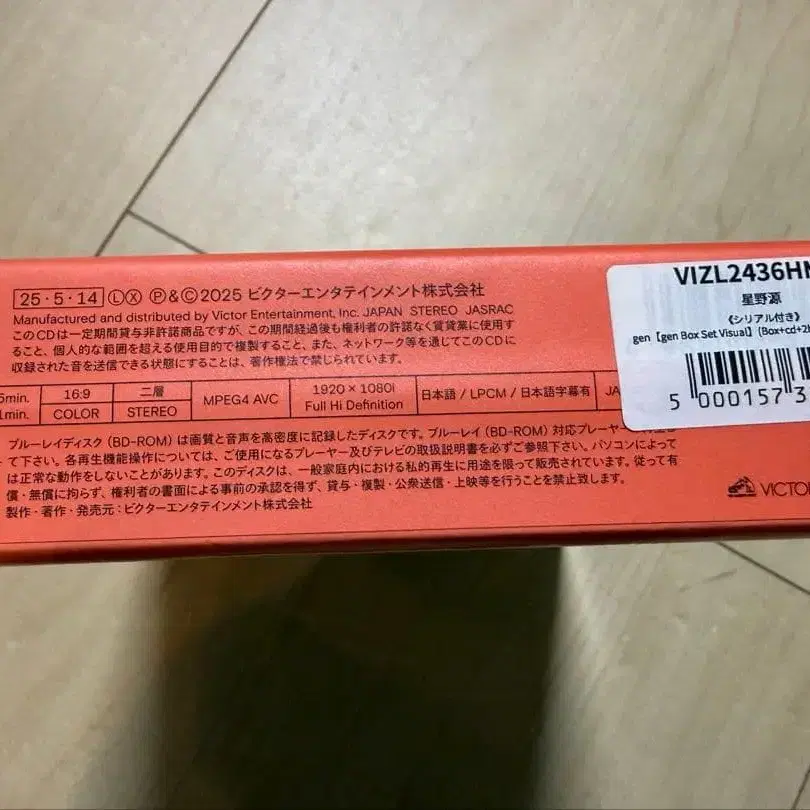 25・5・14 ⓁⓍ Ⓟ&Ⓒ2025 ビクターエンタテインメント株式会社
Manufactured and distributed by Victor Entertainment, Inc. JAPAN STEREO JASRAC
このCDは一定期間貸与非許諾商品ですが、この期間経過後も権利者の許諾なく賃貸業に使用す
ること、個人的な範囲を超える使用目的で複製すること、また、ネットワーク等を通じてこのCDに
収録された音を送信できる状態にすることは、著作権法で禁じられています。
min. 16:9 二層 MPEG4 AVC 1920×1080i 日本語 / LPCM / 日本語字幕有
1min. COLOR STEREO Full Hi Definition
ブルーレイディスク(BD-ROM)は画質と音声を高密度に記録したディスクです。ブルーレイ(BD-ROM)対応プレーヤー
て下さい。各再生機能操作については、ご使用になるプレーヤー及びテレビの取扱説明書を必ずご参照下さい。パソコンによって
は正常な動作をしないことがあります。このディスクは、一般家庭内における私的再生に用途を限って販売されています。従って有
償・無償に拘らず、権利者の書面による事前の承認を得ず、貸与・複製・公衆送信・上映等を行うことを禁止致します。
製作・著作・発売元:ビクターエンタテインメント株式会社
VIZL2436H
星野源
《シリアル付き》
gen【gen Box Set Visual】(Box+cd+2
5 000157 3
VICTOR